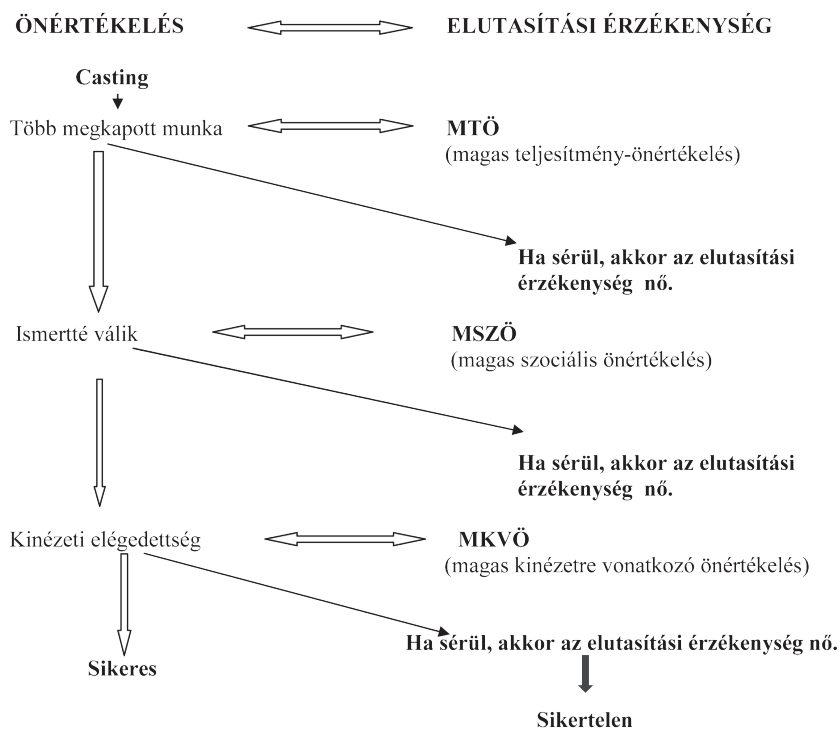 ÖNÉRTÉKELÉS
ELUTASÍTÁSI ÉRZÉKENYSÉG
Casting
Több megkapott munka
MTÖ
(magas teljesítmény-önértékelés)
Ha sérül, akkor az elutasítási
érzékenység nő.
Ismertté válik
MSZÖ
(magas szociális önértékelés)
Ha sérül, akkor az elutasítási
érzékenység nő.
Kinézeti elégedettség
MKVÖ
(magas kinézetre vonatkozó önértékelés)
Ha sérül, akkor az elutasítási érzékenység nő.
Sikeres
Sikertelen